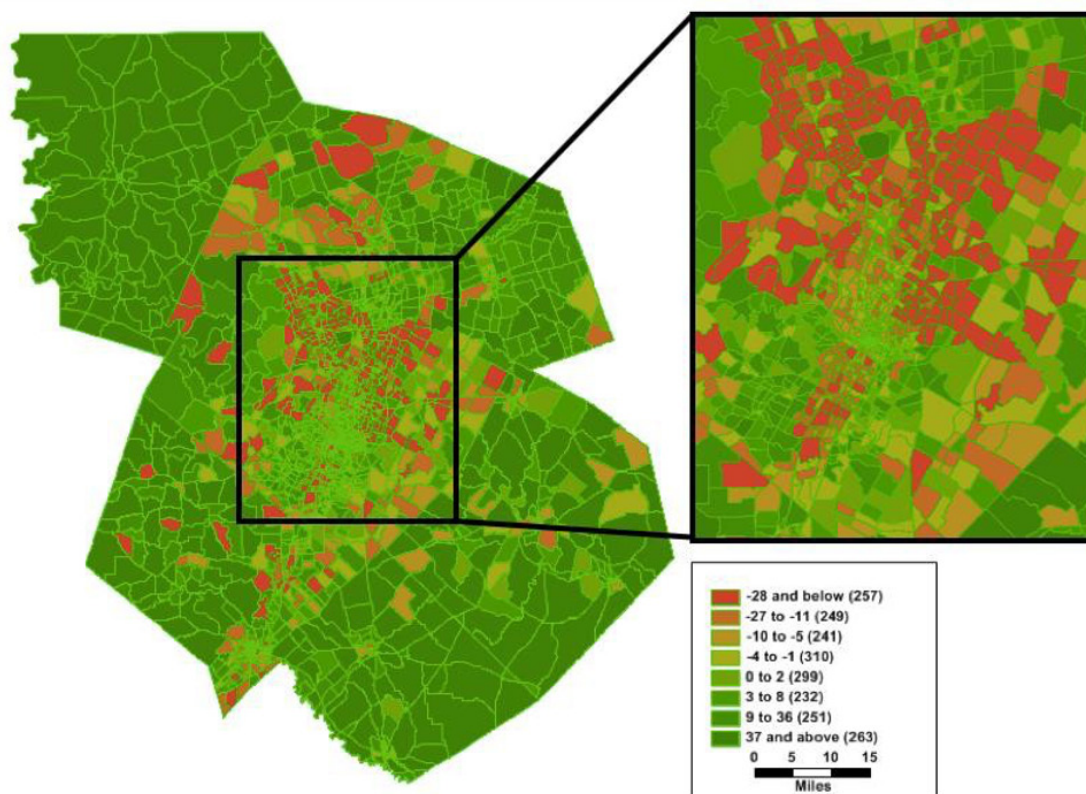 -28 and below (257)
-27 to -11 (249)
-10 to -5 (241)
-4 to -1 (310)
0 to 2 (299)
3 to 8 (232)
9 to 36 (251)
37 and above (263)
0 5 10 15
Miles